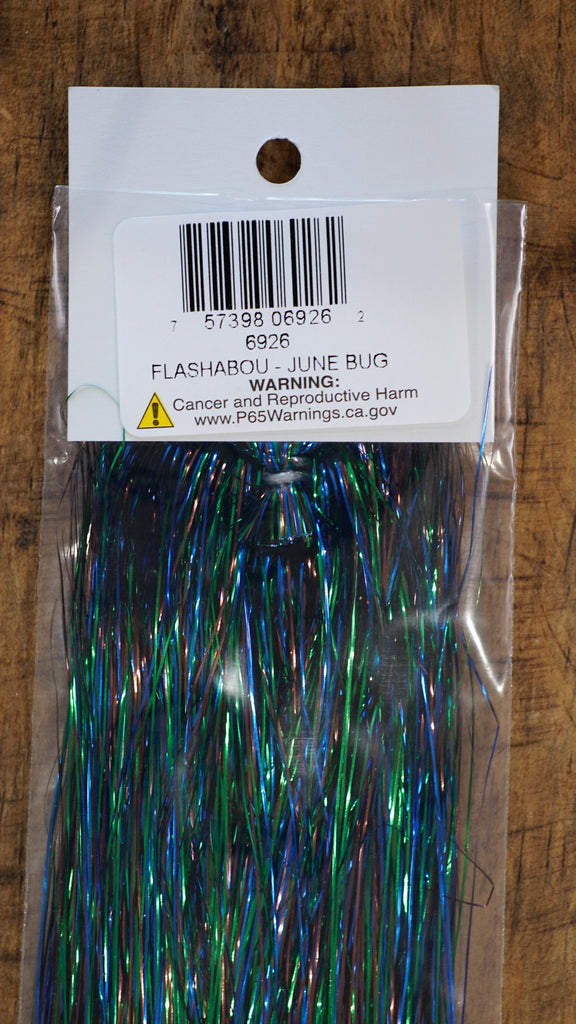 7 57398 06926 2
6926
FLASHABOU - JUNE BUG
WARNING:
Cancer and Reproductive Harm
www.P65Warnings.ca.gov